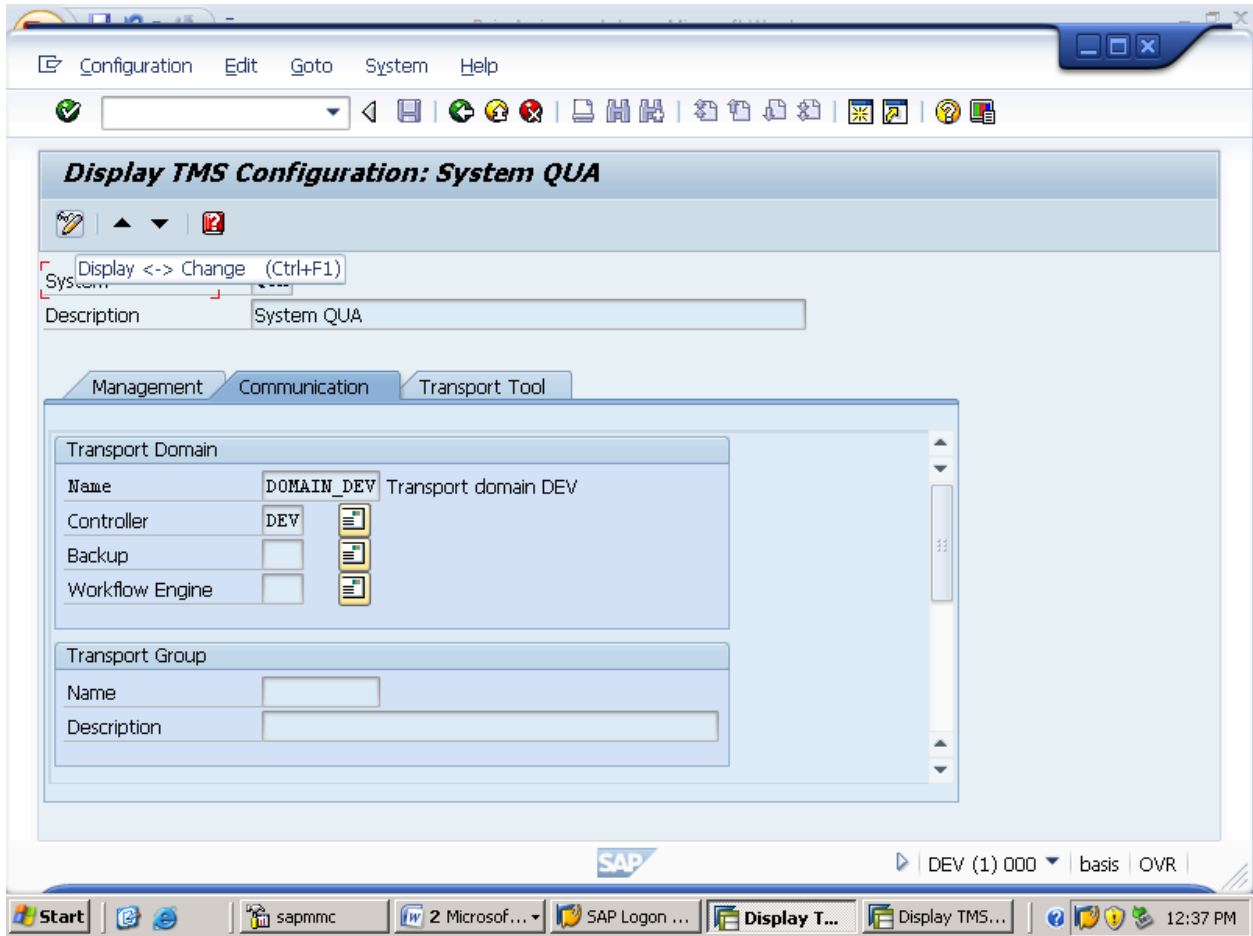 Configuration Edit Goto System Help
Display TMS Configuration: System QUA
Display <-> Change (Ctrl+F1)
System
Description System QUA
Management Communication Transport Tool
Transport Domain
Name DOMAIN_DEV Transport domain DEV
Controller DEV
Backup
Workflow Engine
Transport Group
Name
Description
SAP DEV (1) 000 basis OVR
Start sapmmc 2 Microsof... SAP Logon ... Display T... Display TMS... 12:37 PM